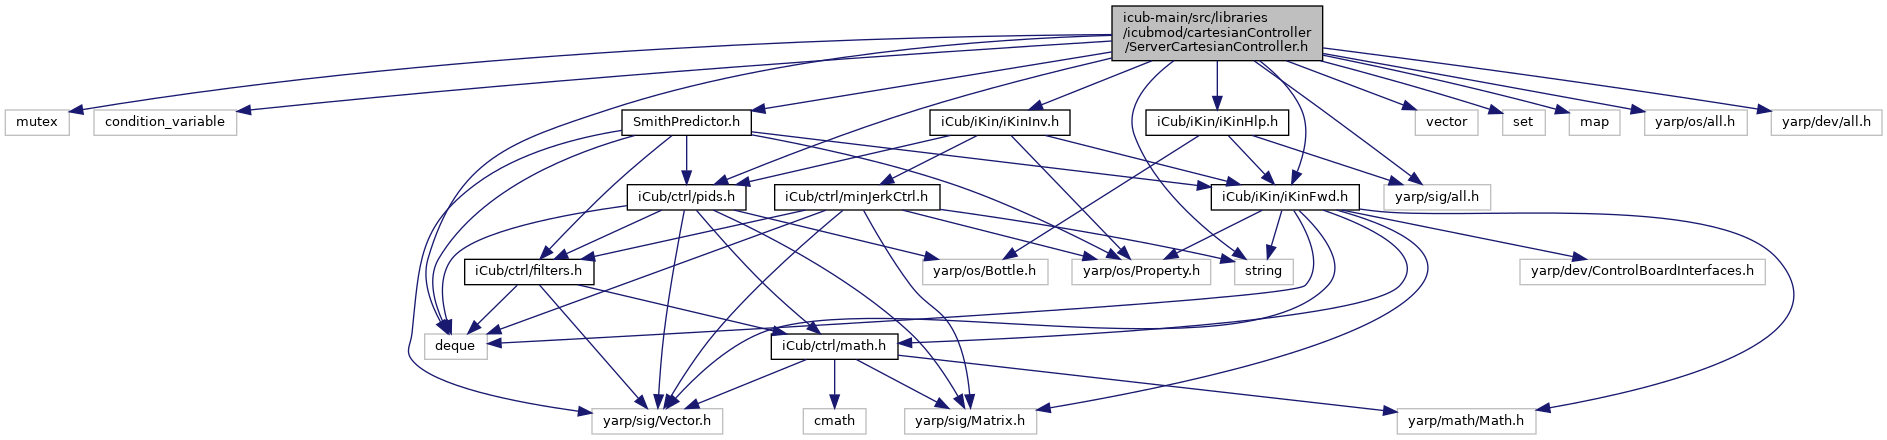 icub-main/src/libraries
/icubmod/cartesianController
/ServerCartesianController.h
mutex
condition_variable
SmithPredictor.h
iCub/iKin/iKinInv.h
iCub/iKin/iKinHlp.h
vector
set
map
yarp/os/all.h
yarp/dev/all.h
iCub/ctrl/pids.h
iCub/ctrl/minJerkCtrl.h
iCub/iKin/iKinFwd.h
yarp/sig/all.h
iCub/ctrl/filters.h
yarp/os/Bottle.h
yarp/os/Property.h
string
yarp/dev/ControlBoardInterfaces.h
deque
iCub/ctrl/math.h
yarp/sig/Vector.h
cmath
yarp/sig/Matrix.h
yarp/math/Math.h